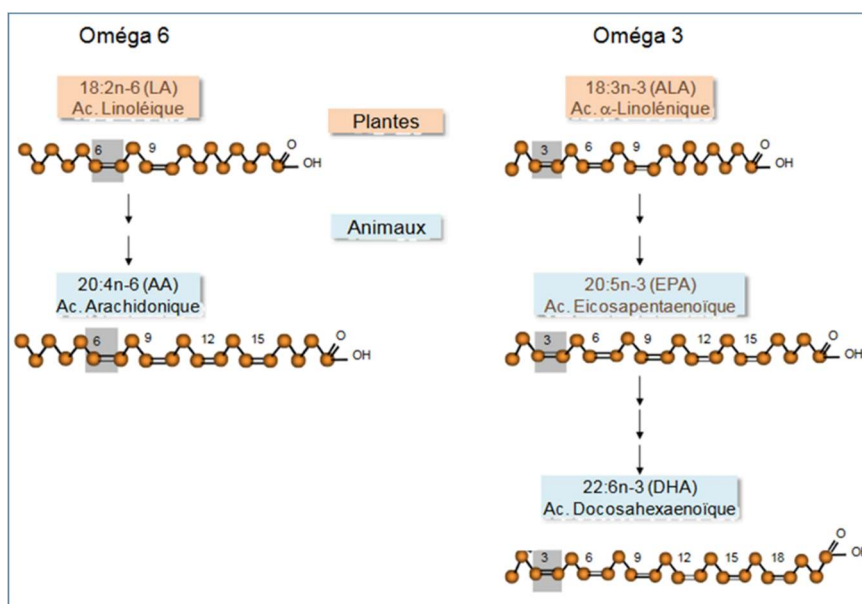 Oméga 6
Oméga 3
18:2n-6 (LA)
Ac. Linoléique
18:3n-3 (ALA)
Ac. α-Linolénique
Plantes
6 9 O
OH
3 6 9 O
OH
Animaux
20:4n-6 (AA)
Ac. Arachidonique
20:5n-3 (EPA)
Ac. Eicosapentaenoïque
6 9 12 15 O
OH
3 6 9 12 15 O
OH
22:6n-3 (DHA)
Ac. Docosahexaenoïque
3 6 9 12 15 18 O
OH